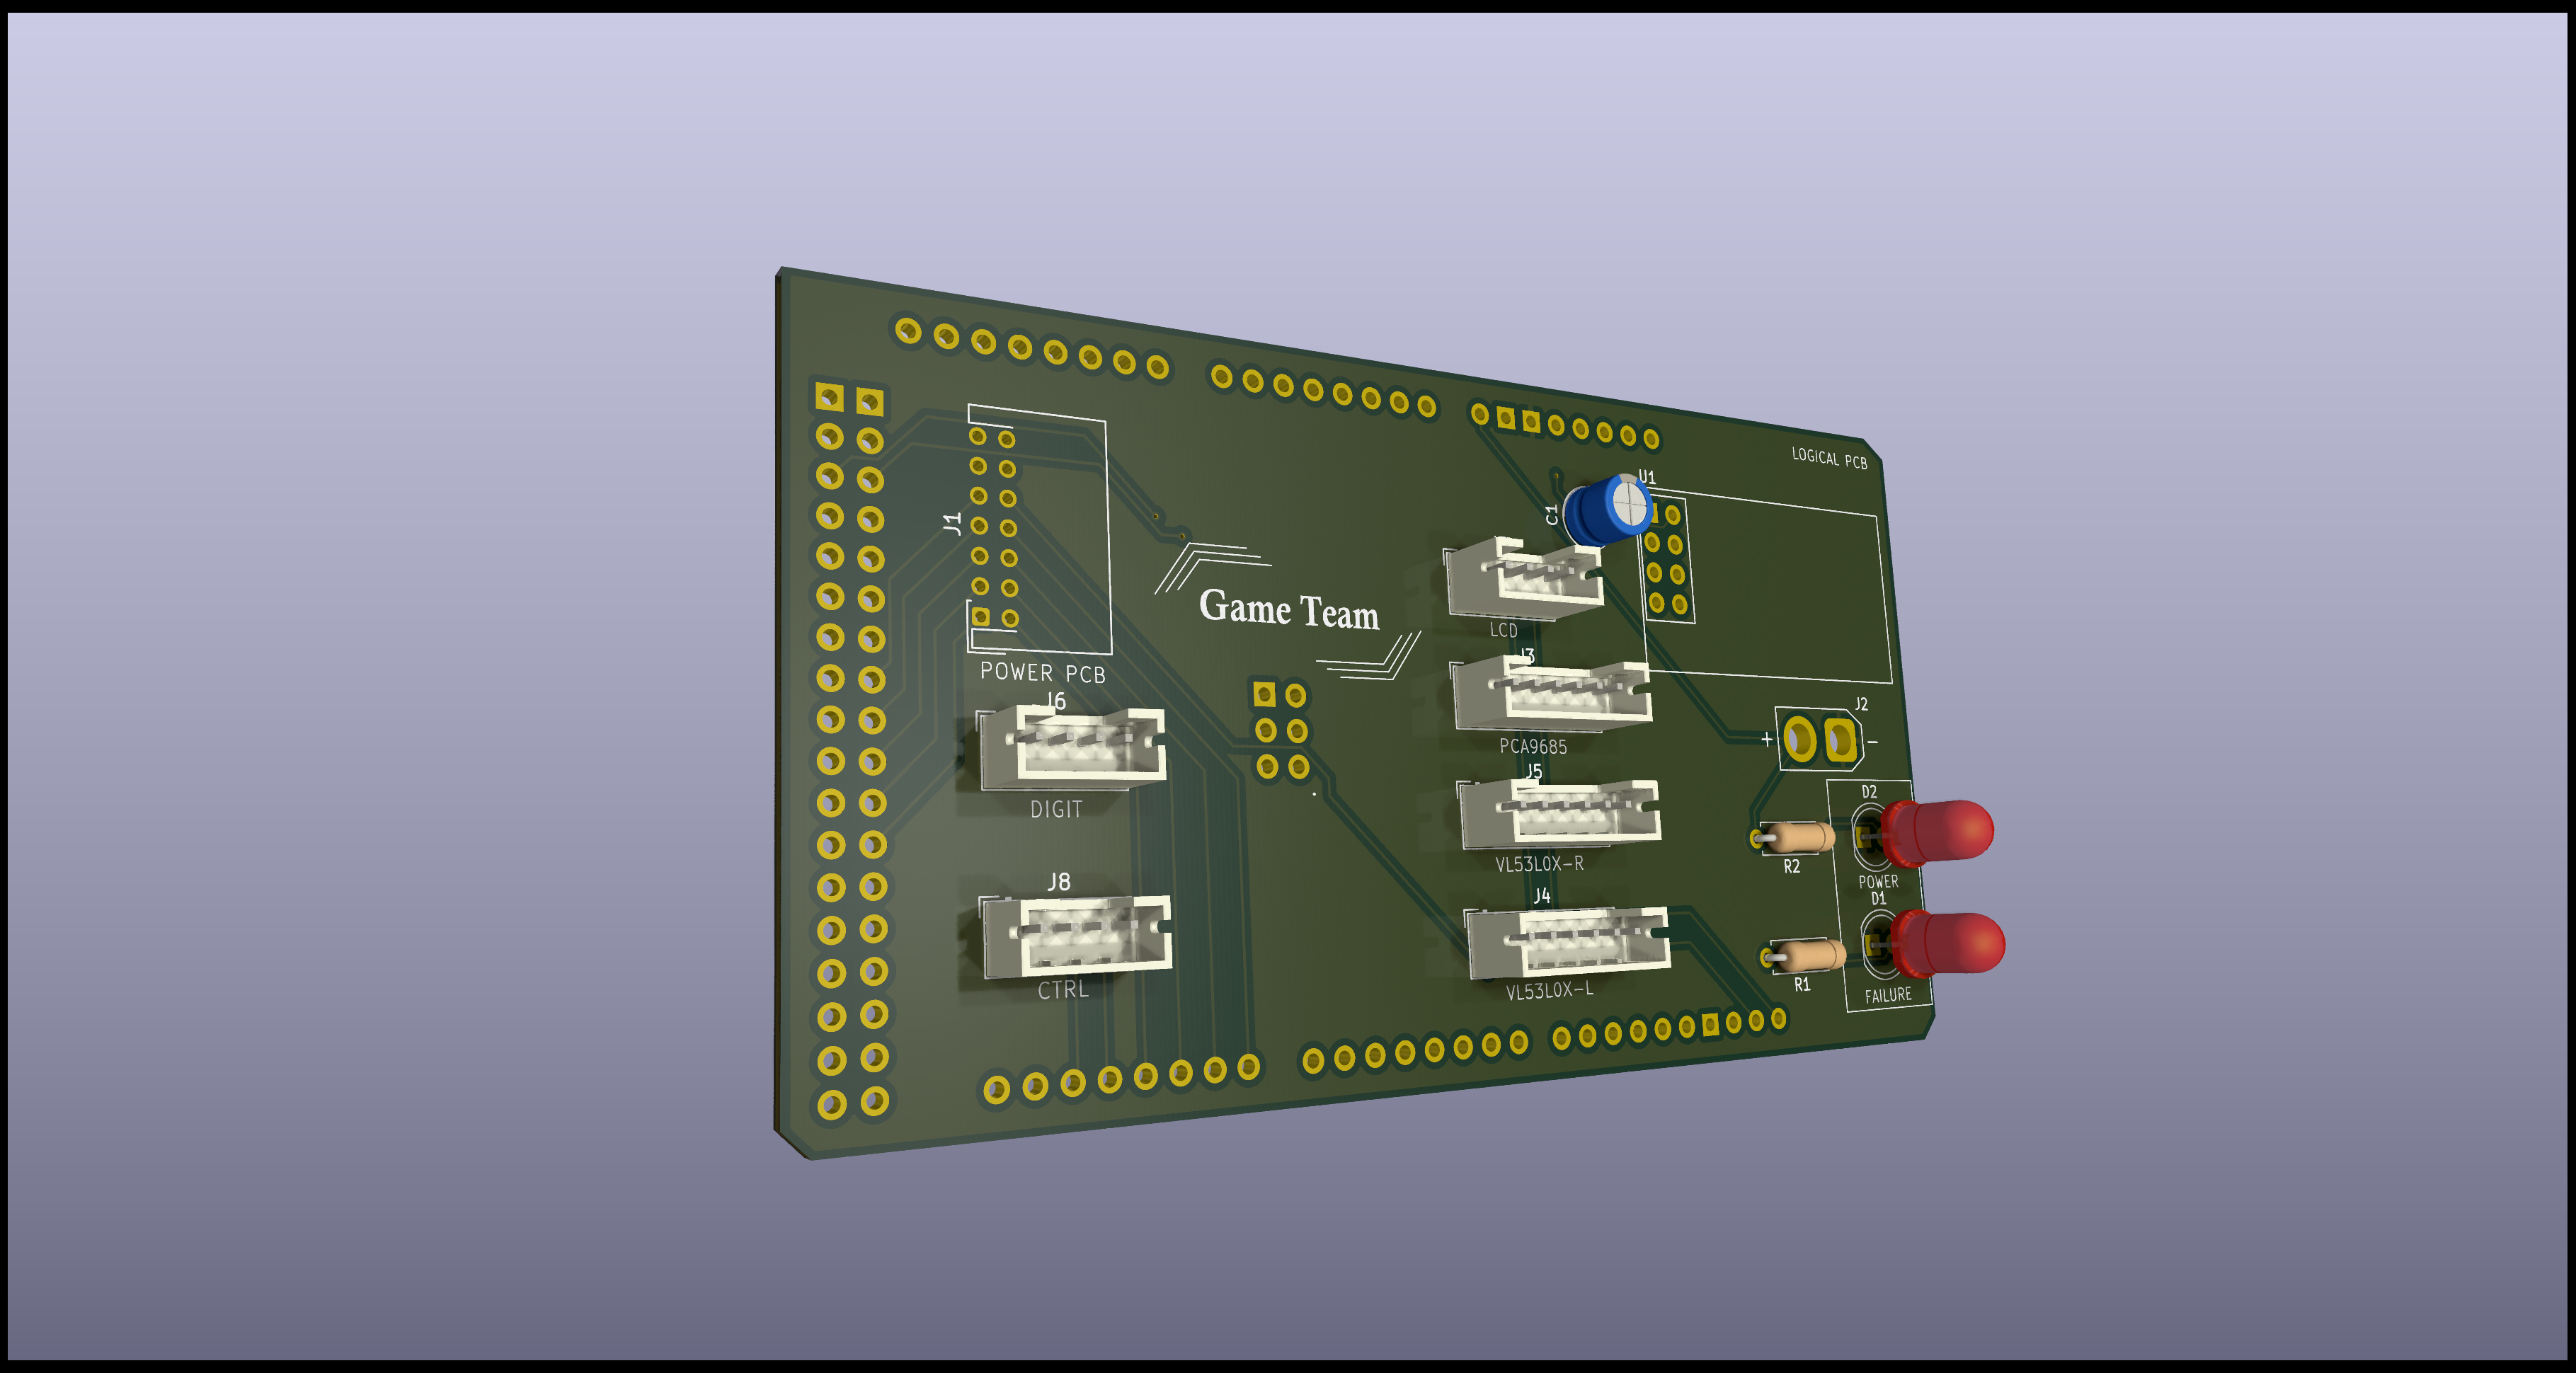 LOGICAL PCB
U1
C1
J1
Game Team
LCD
J3
POWER PCB
J6
J2
+ -
PCA9685
J5
D2
DIGIT
VL53L0X-R
R2
POWER
J8
J4
D1
CTRL
VL53L0X-L
R1
FAILURE